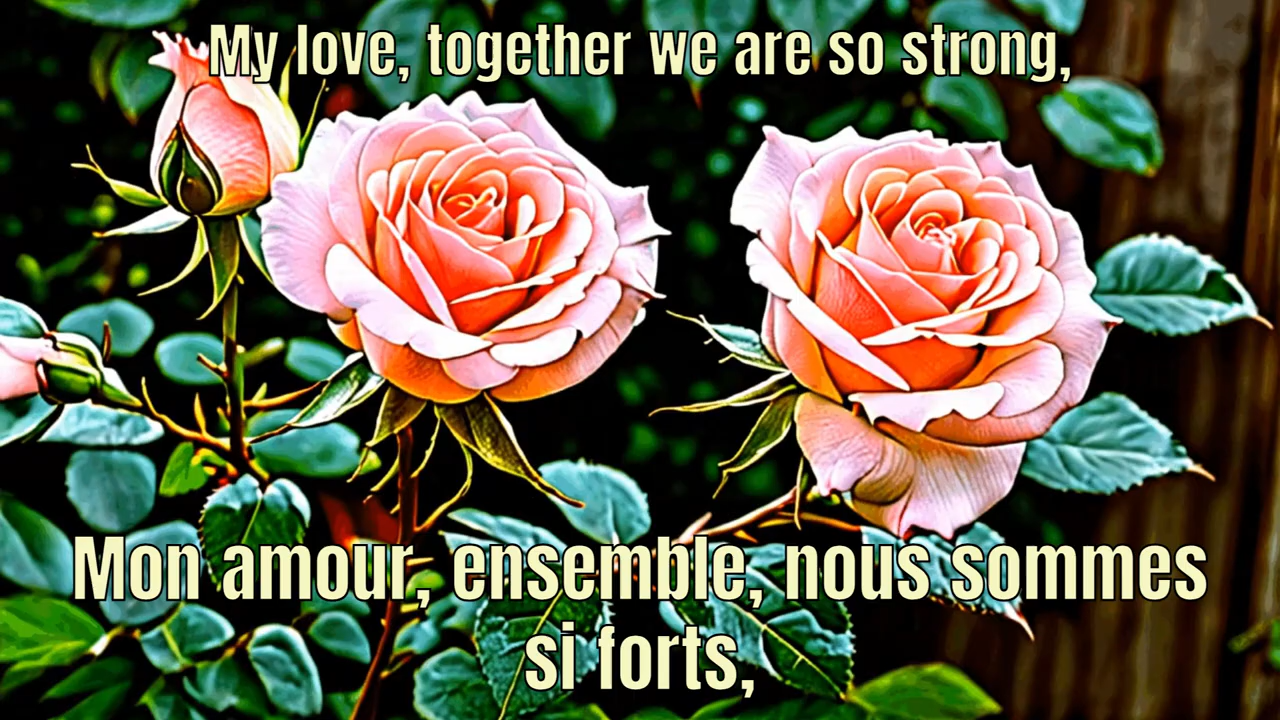 My love, together we are so strong,
Mon amour, ensemble, nous sommes
si forts,